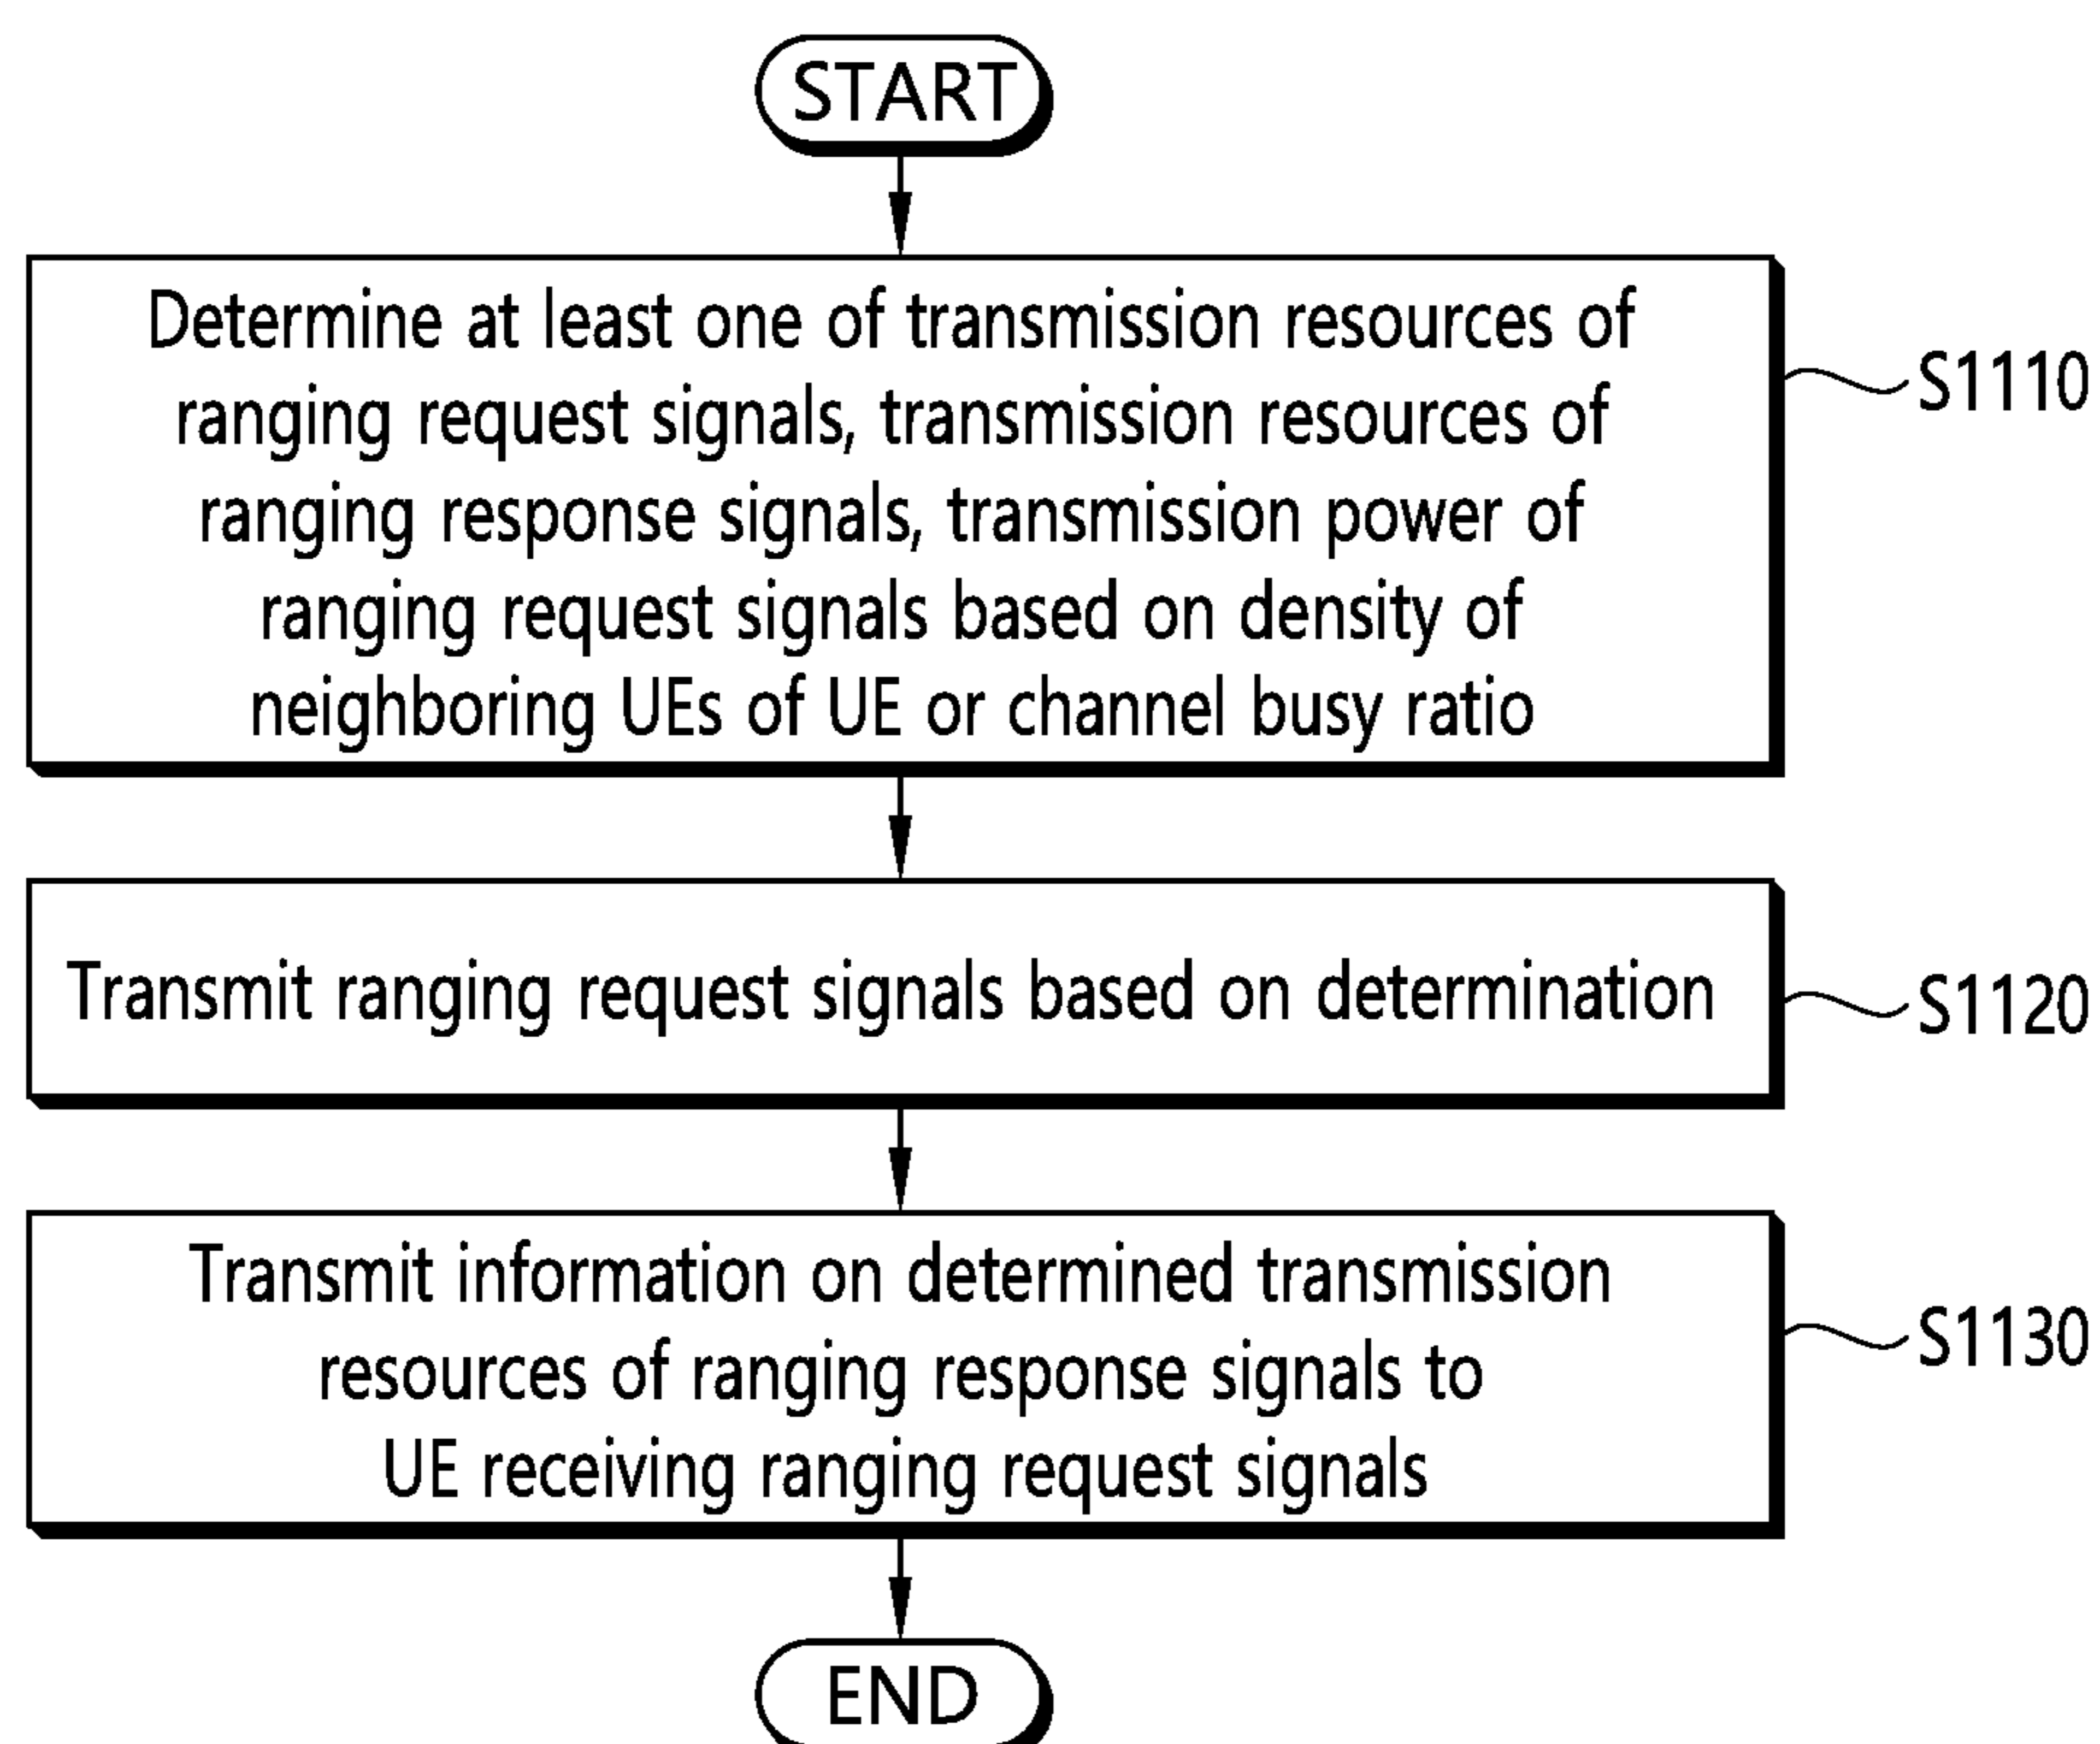 START
Determine at least one of transmission resources of
ranging request signals, transmission resources of
ranging response signals, transmission power of
ranging request signals based on density of
neighboring UEs of UE or channel busy ratio
S1110
Transmit ranging request signals based on determination
S1120
Transmit information on determined transmission
resources of ranging response signals to
UE receiving ranging request signals
S1130
END